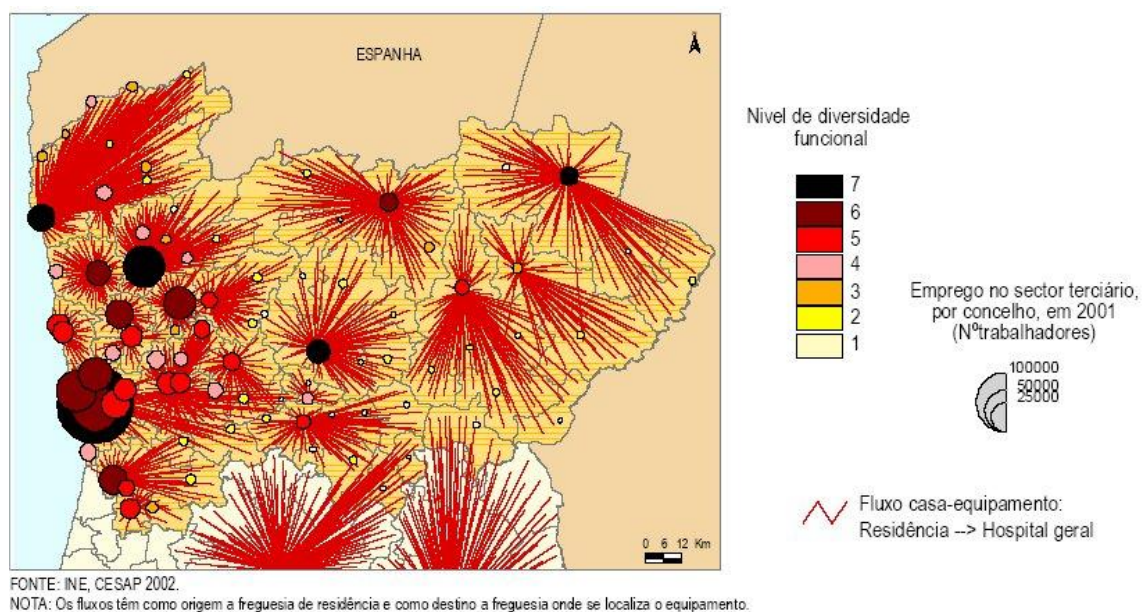 ESPANHA
0 6 12 Km
Nivel de diversidade
funcional
7
6
5
4
3
2
1
Emprego no sector terciário,
por concelho, em 2001
(Nºtrabalhadores)
100000
50000
25000
Fluxo casa-equipamento:
Residência --> Hospital geral
FONTE: INE, CESAP 2002.
NOTA: Os fluxos têm como origem a freguesia de residência e como destino a freguesia onde se localiza o equipamento.